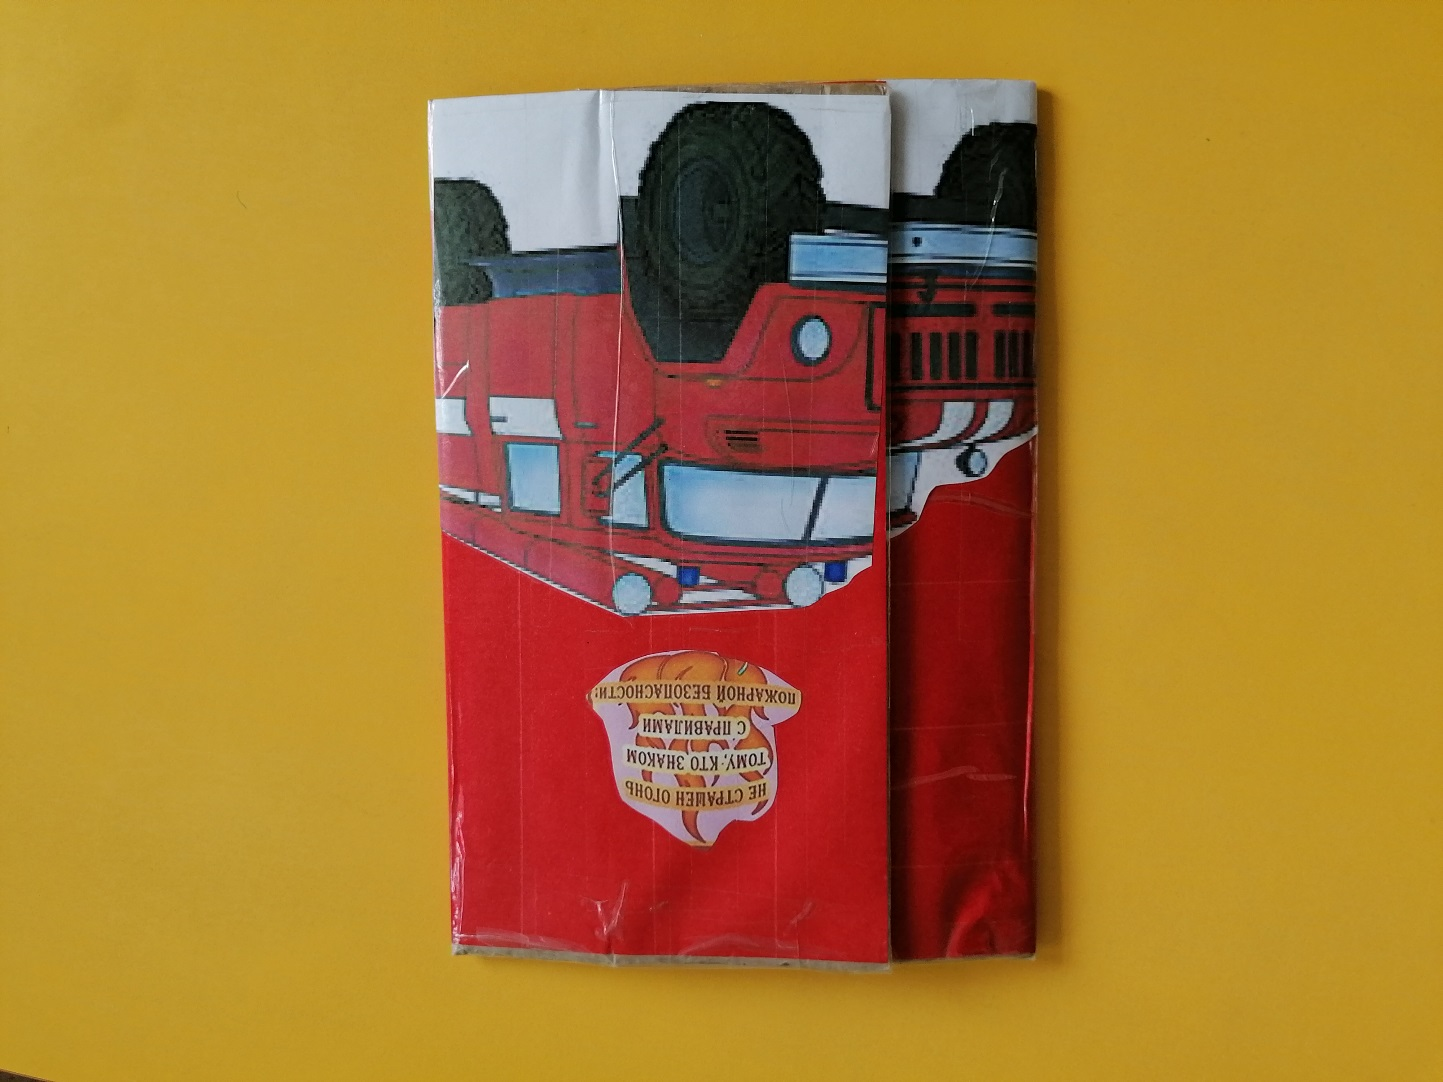 НЕ СТРАШЕН ОГОНЬ
ТОМУ, КТО ЗНАКОМ
С ПРАВИЛАМИ
ПОЖАРНОЙ БЕЗОПАСНОСТИ!